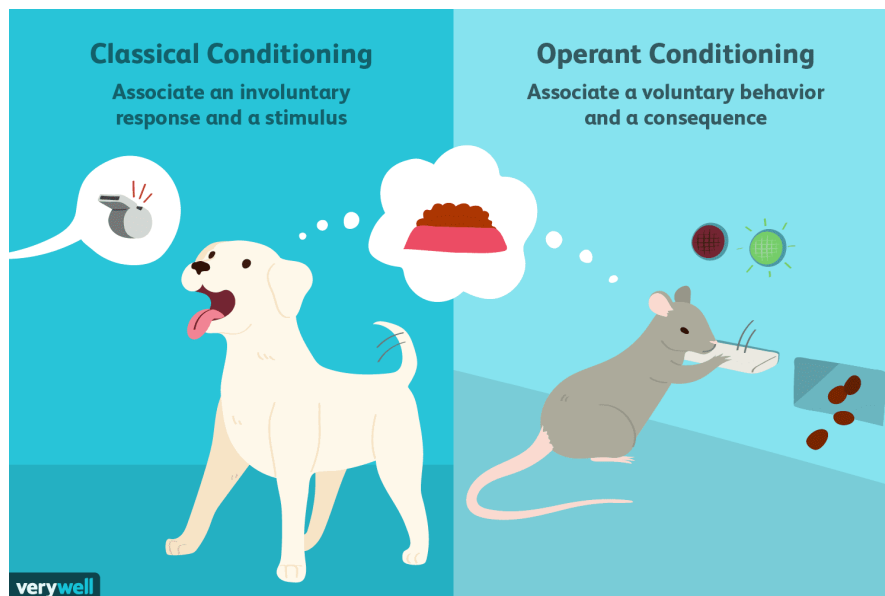 Classical Conditioning
Associate an involuntary
response and a stimulus
Operant Conditioning
Associate a voluntary behavior
and a consequence
verywell